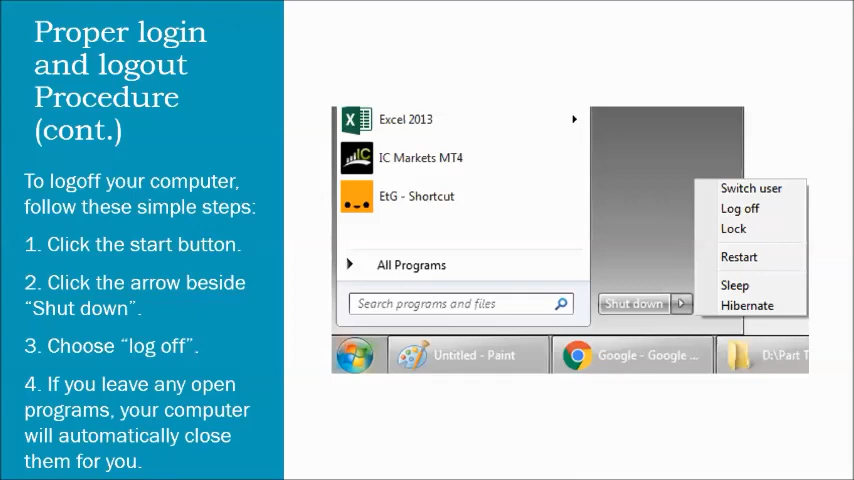 Proper login
and logout
Procedure
(cont.)
To logoff your computer,
follow these simple steps:
1. Click the start button.
2. Click the arrow beside
“Shut down”.
3. Choose “log off”.
4. If you leave any open
programs, your computer
will automatically close
them for you.
Excel 2013
IC Markets MT4
EtG - Shortcut
All Programs
Search programs and files
Shut down
Switch user
Log off
Lock
Restart
Sleep
Hibernate
Untitled - Paint
Google - Google ...
D:\Part T